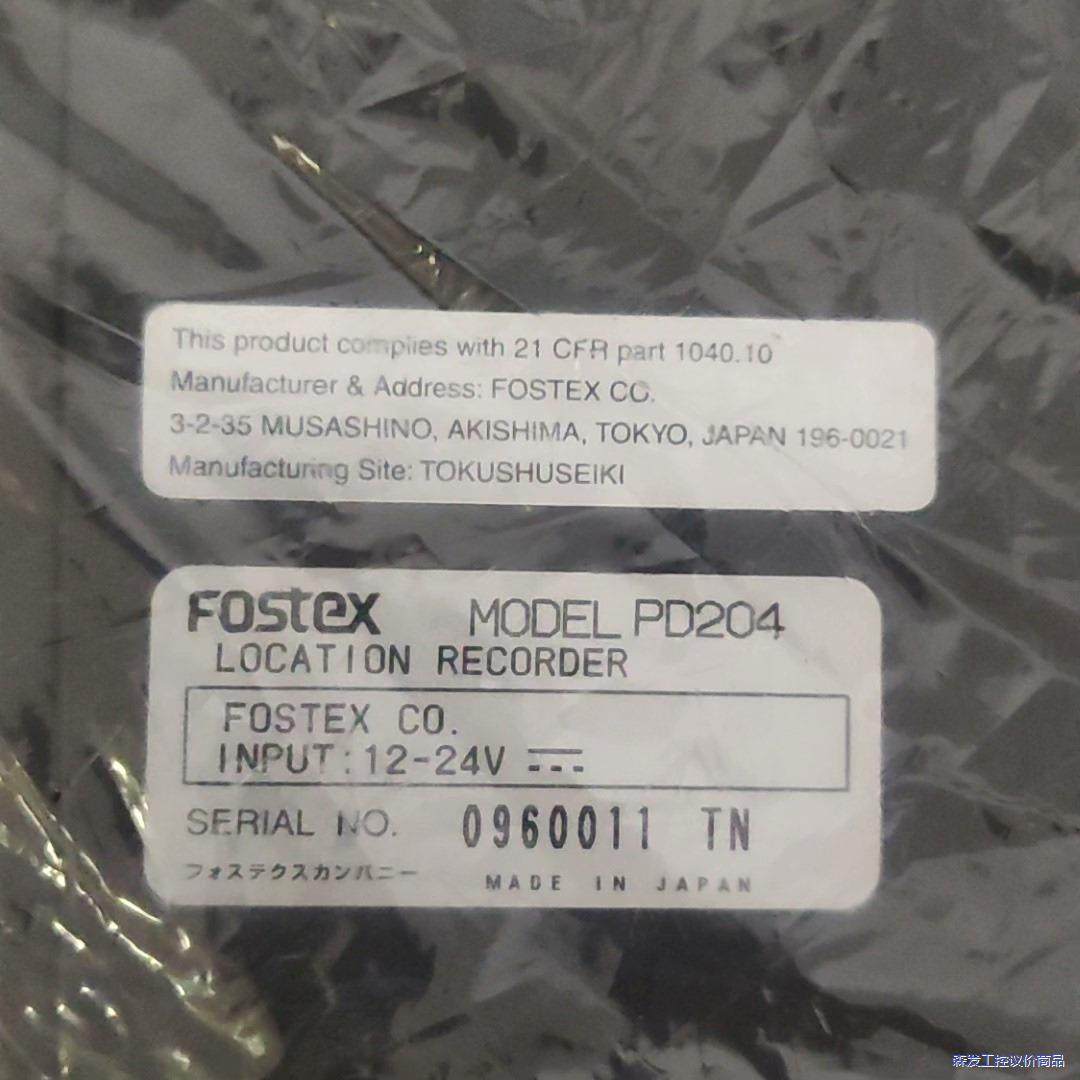 This product complies with 21 CFR part 1040.10
Manufacturer & Address: FOSTEX CO.
3-2-35 MUSASHINO, AKISHIMA, TOKYO, JAPAN 196-0021
Manufacturing Site: TOKUSHUSEIKI
FOSTEX MODEL PD204
LOCATION RECORDER
FOSTEX CO.
INPUT: 12-24V ⎓
SERIAL NO. 0960011 TN
フォステクスカンパニー MADE IN JAPAN
森发工控议价商品